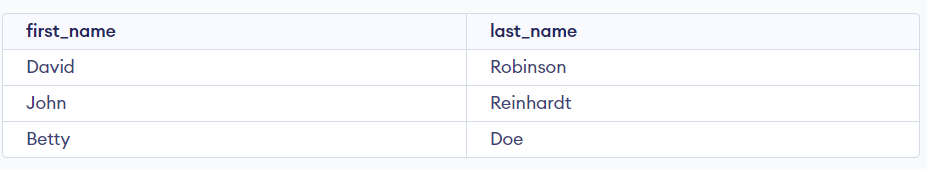 first_name last_name
David Robinson
John Reinhardt
Betty Doe